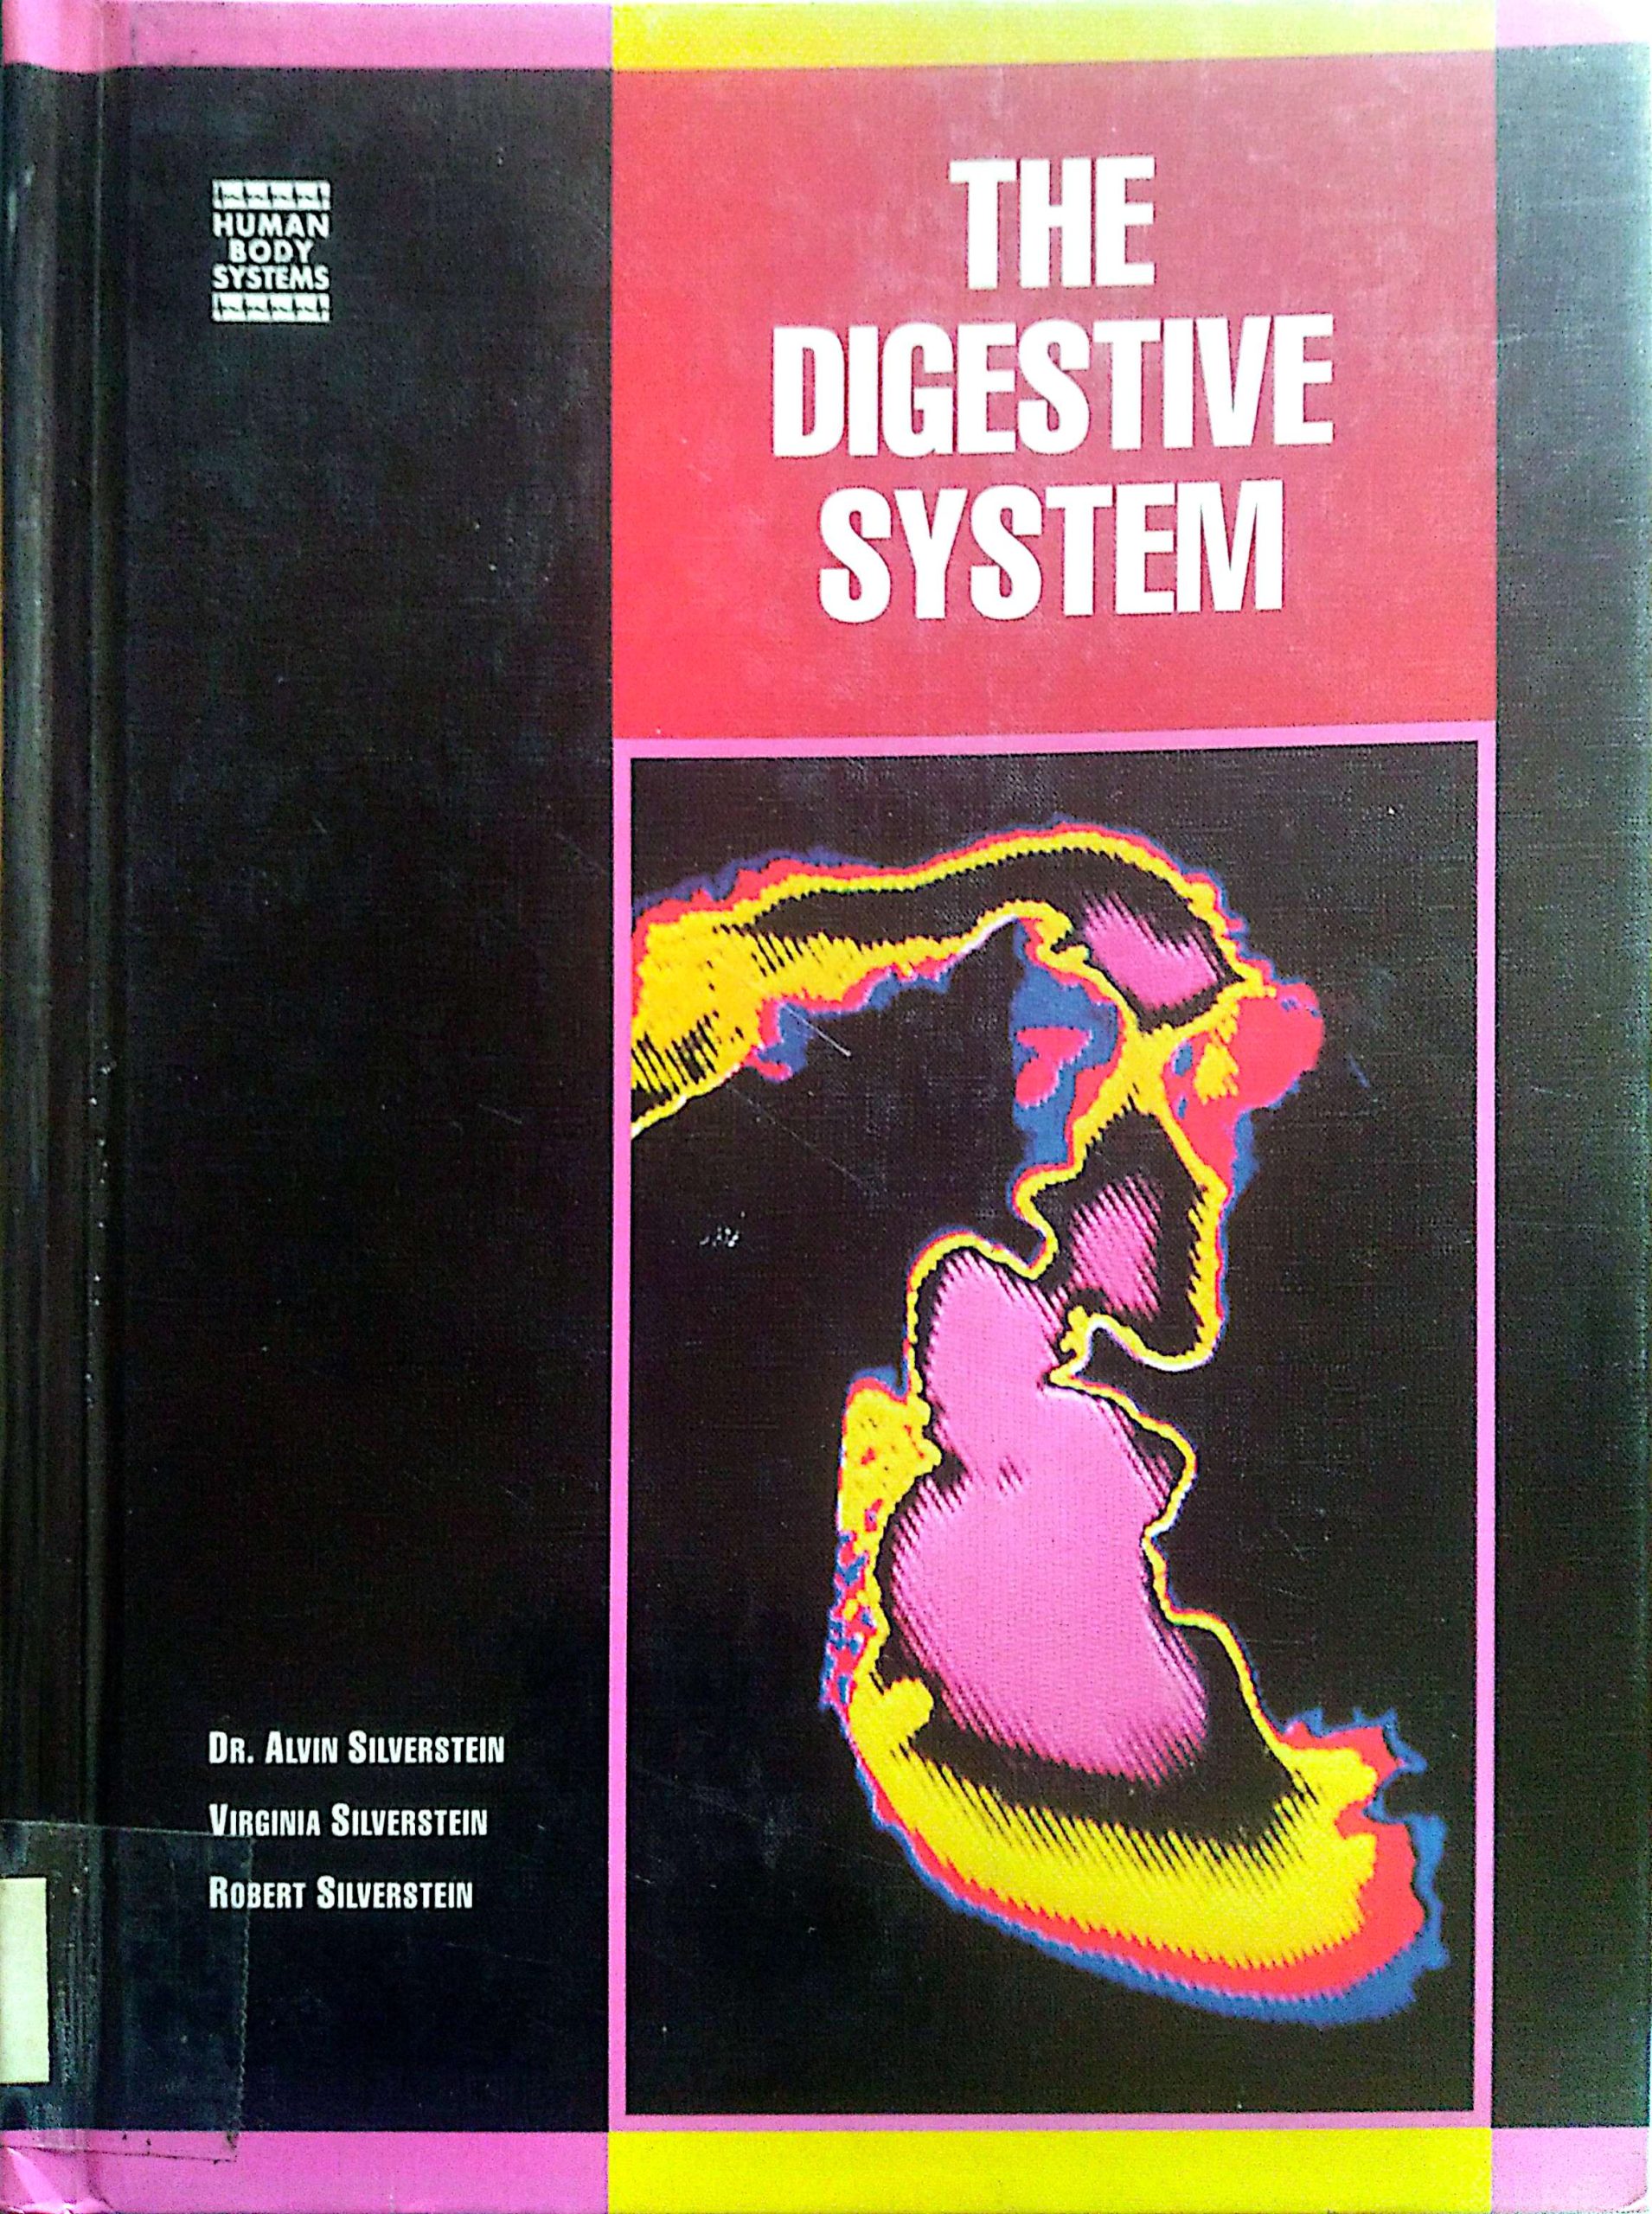 HUMAN
BODY
SYSTEMS
THE
DIGESTIVE
SYSTEM
DR. ALVIN SILVERSTEIN
VIRGINIA SILVERSTEIN
ROBERT SILVERSTEIN